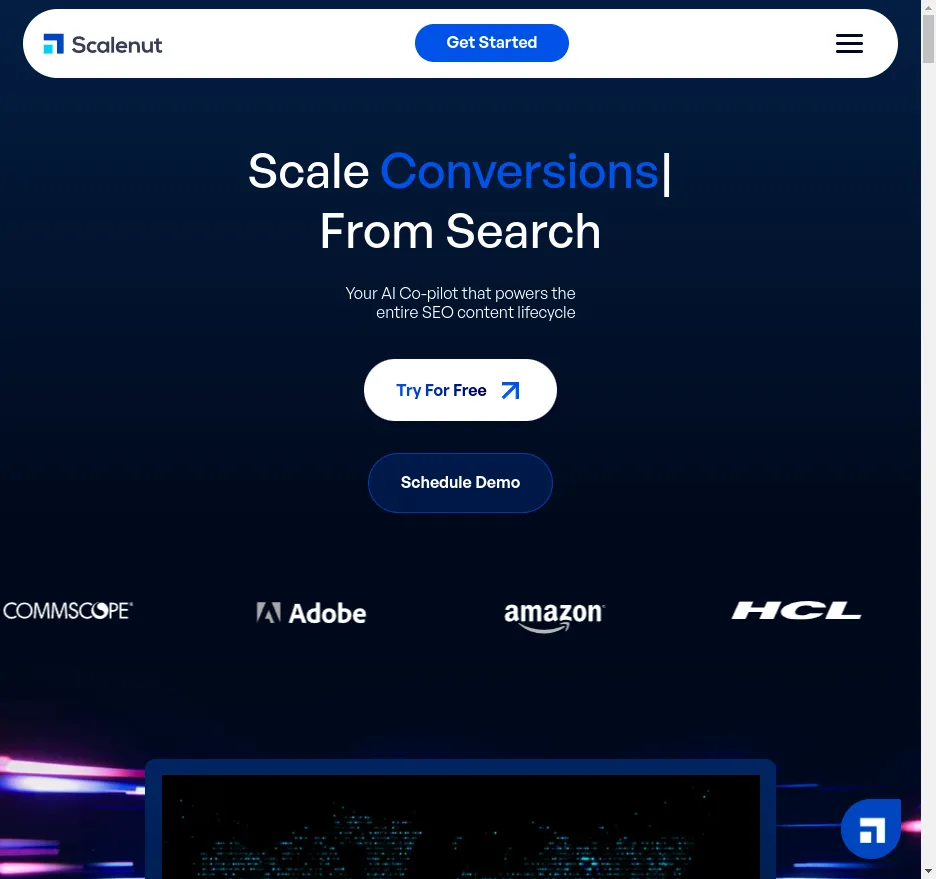 Scalenut
Get Started
Scale Conversions|
From Search
Your AI Co-pilot that powers the
entire SEO content lifecycle
Try For Free
Schedule Demo
COMMSCOPE®
Adobe
amazon
HCL